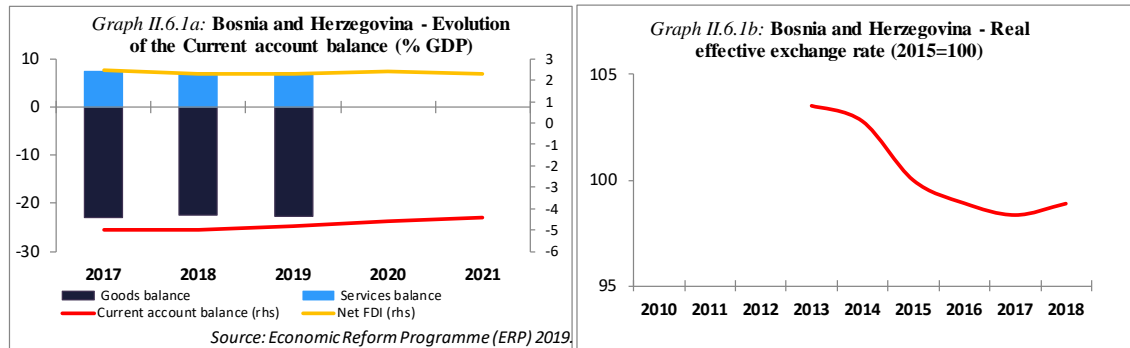 Graph II.6.1a: Bosnia and Herzegovina - Evolution
of the Current account balance (% GDP)
10
0
-10
-20
-30
3
2
1
0
-1
-2
-3
-4
-5
-6
2017 2018 2019 2020 2021
Goods balance Services balance
Current account balance (rhs) Net FDI (rhs)
Source: Economic Reform Programme (ERP) 2019.
Graph II.6.1b: Bosnia and Herzegovina - Real
effective exchange rate (2015=100)
105
100
95
2010 2011 2012 2013 2014 2015 2016 2017 2018